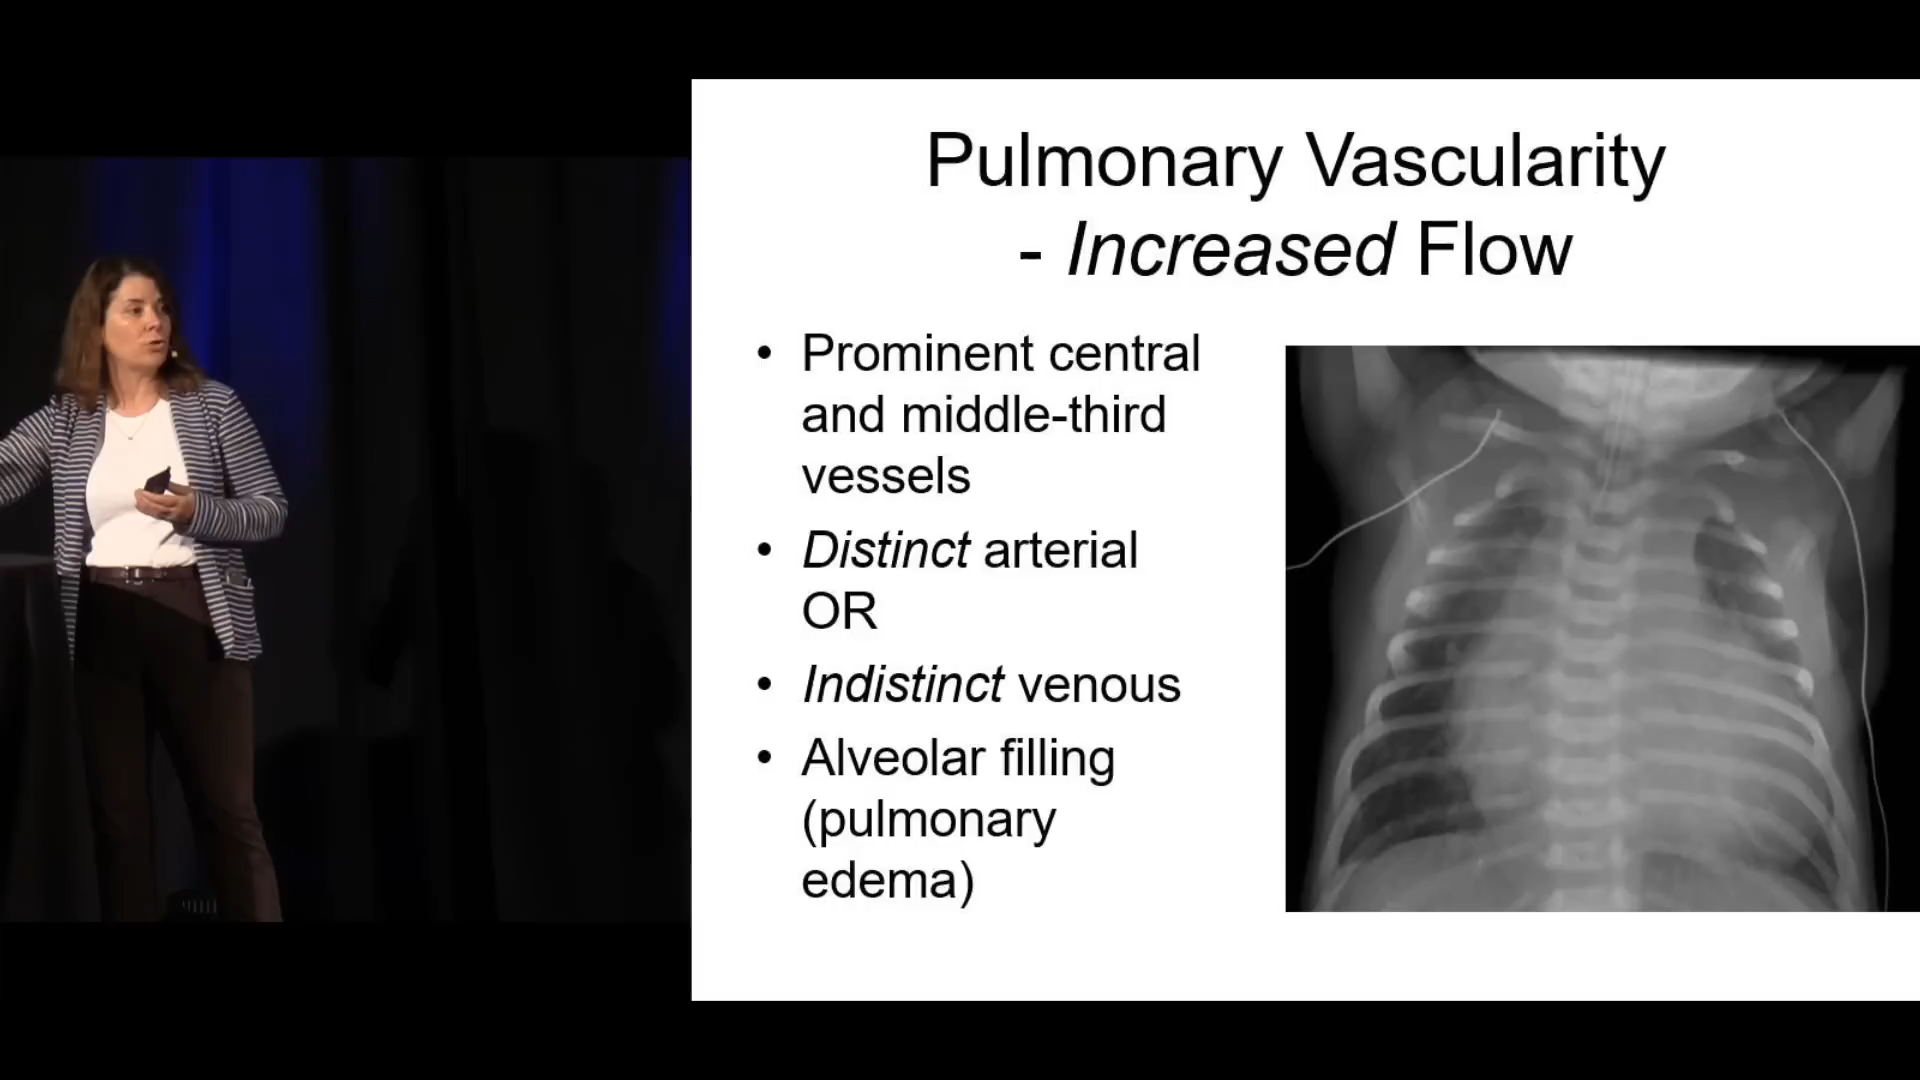 Pulmonary Vascularity
- Increased Flow
• Prominent central
and middle-third
vessels
• Distinct arterial
OR
• Indistinct venous
• Alveolar filling
(pulmonary
edema)